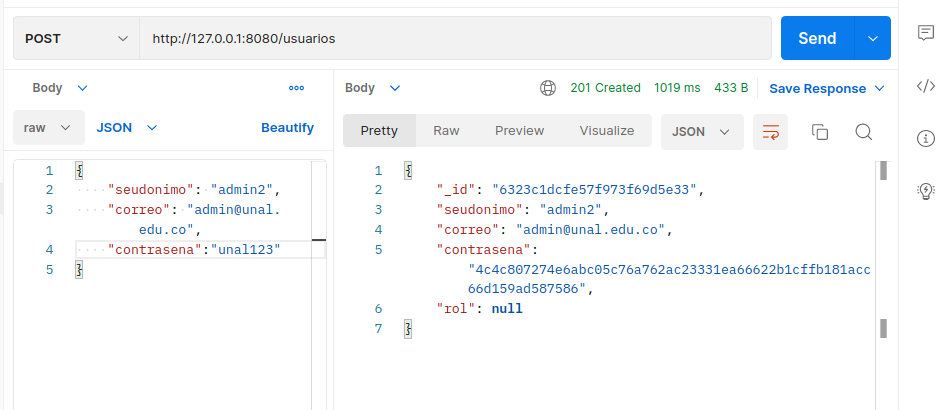 POST http://127.0.0.1:8080/usuarios Send
Body
raw JSON Beautify
1 {
2 "seudonimo": "admin2",
3 "correo": "admin@unal.
edu.co",
4 "contrasena":"unal123"
5 }
Body 201 Created 1019 ms 433 B Save Response
Pretty Raw Preview Visualize JSON
1 {
2 "_id": "6323c1dcfe57f973f69d5e33",
3 "seudonimo": "admin2",
4 "correo": "admin@unal.edu.co",
5 "contrasena":
"4c4c807274e6abc05c76a762ac23331ea66622b1cffb181acc
66d159ad587586",
6 "rol": null
7 }